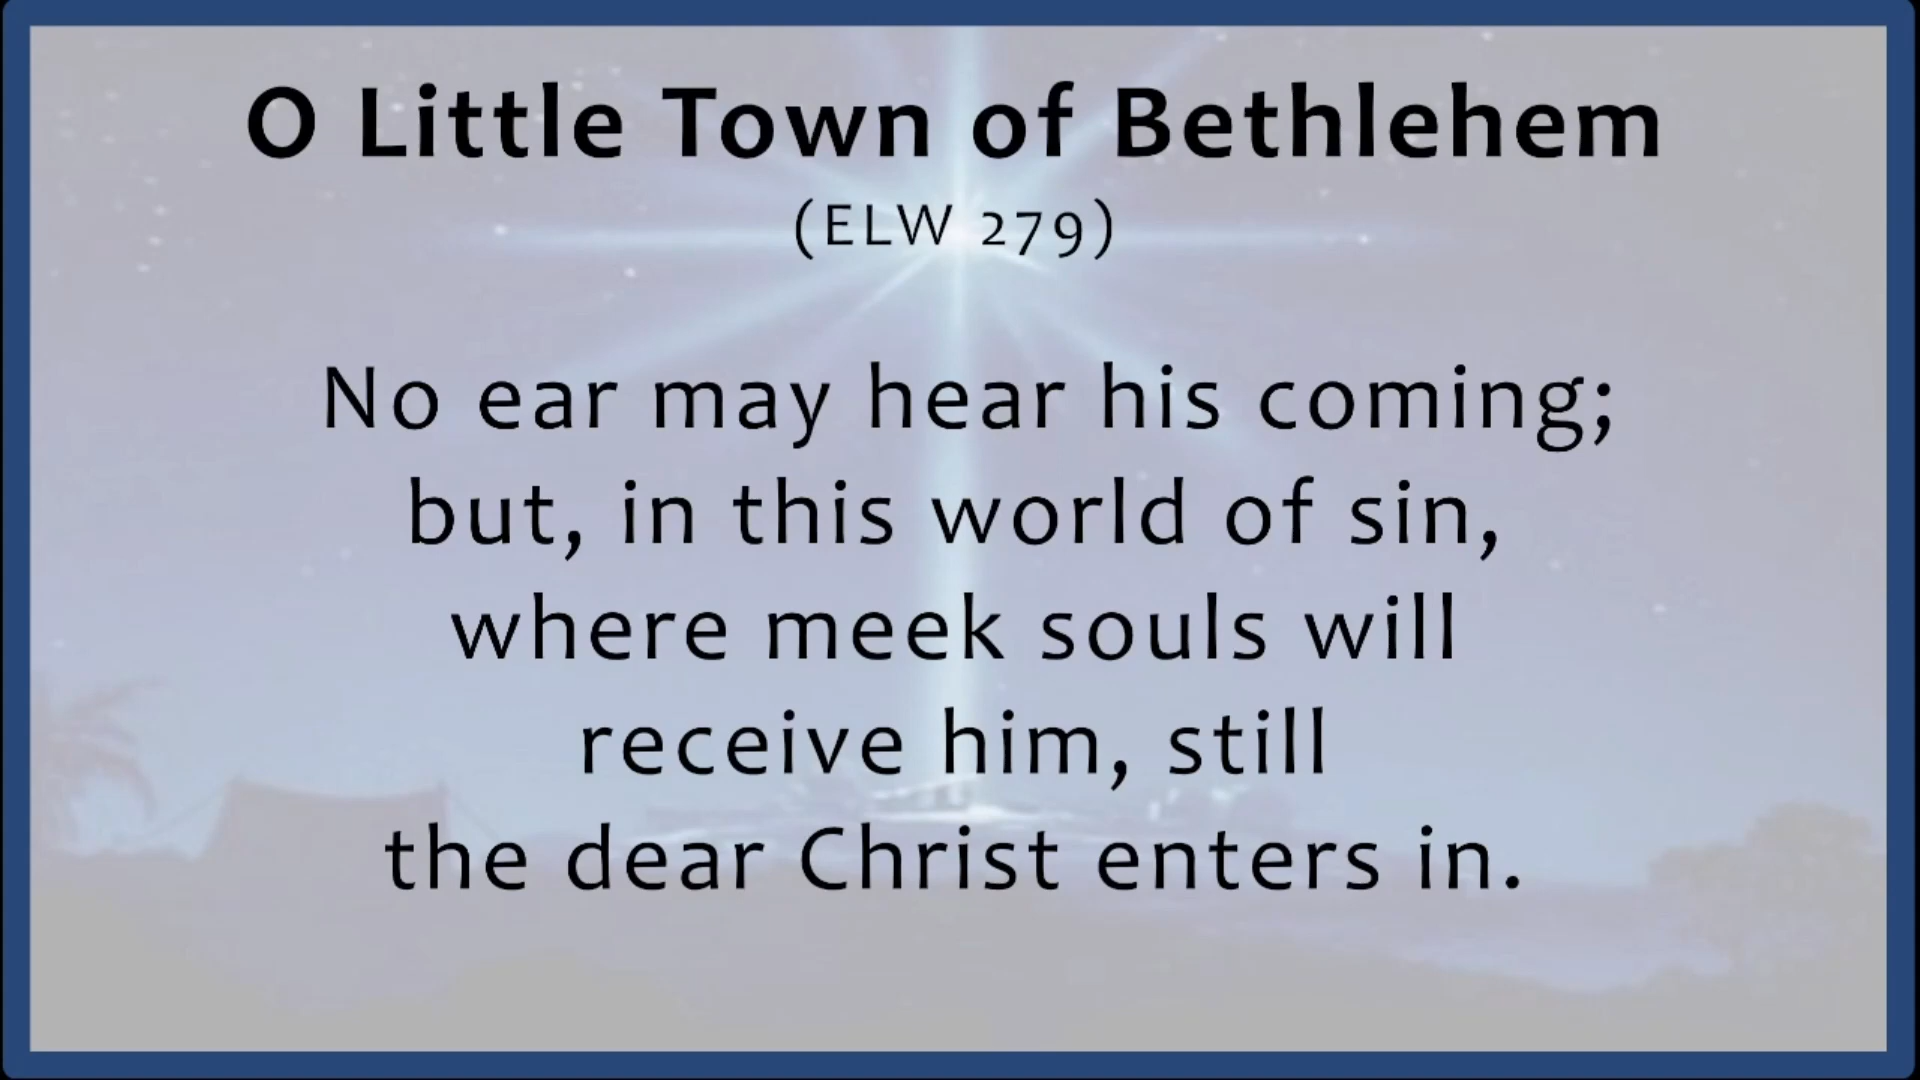 O Little Town of Bethlehem
(ELW 279)
No ear may hear his coming;
but, in this world of sin,
where meek souls will
receive him, still
the dear Christ enters in.